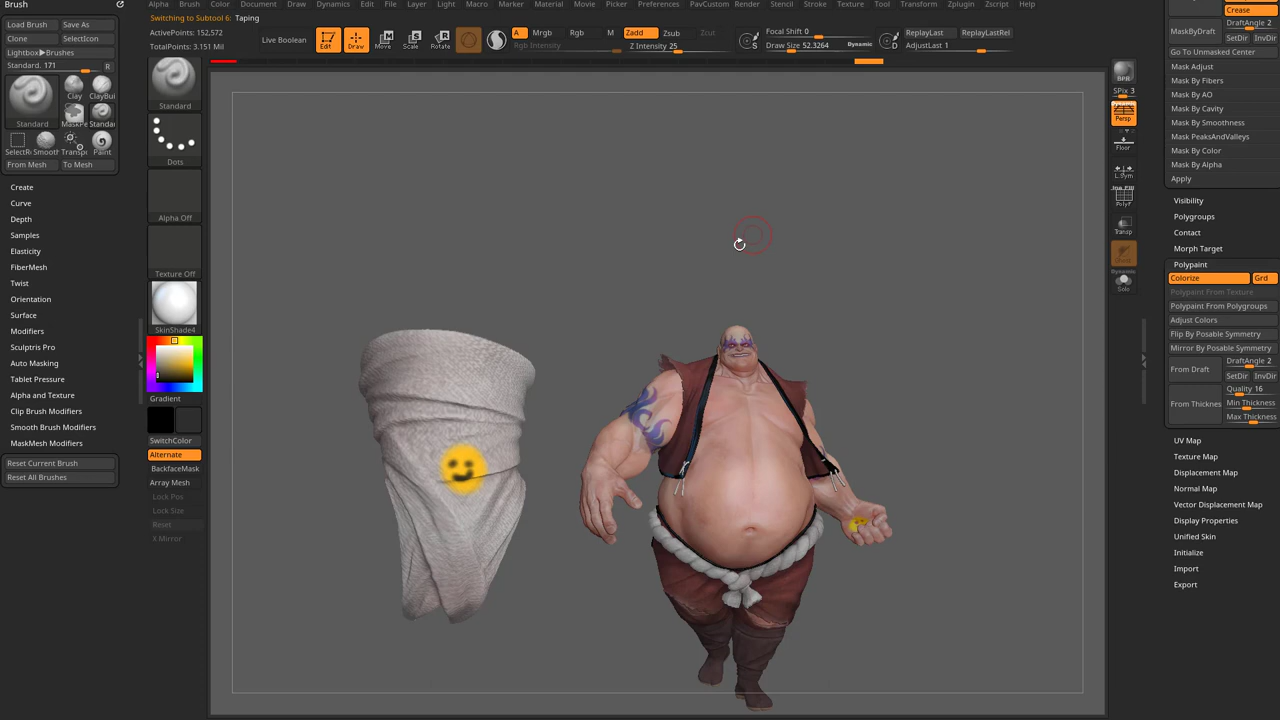 Brush
Alpha Brush Color Document Draw Dynamics Edit File Layer Light Macro Marker Material Movie Picker Preferences PavCustom Render Stencil Stroke Texture Tool Transform Zplugin Zscript Help
Switching to Subtool 6: Taping
ActivePoints: 152,572
TotalPoints: 3.151 Mil
Live Boolean
Edit
Draw
Move
Scale
Rotate
A
Mrgb
Rgb
M
Rgb Intensity
Zadd
Zsub
Zcut
Z Intensity 25
S
Focal Shift 0
Draw Size 52.3264
Dynamic
D
ReplayLast
ReplayLastRel
AdjustLast 1
Load Brush
Save As
Clone
SelectIcon
Lightbox▶Brushes
Standard. 171
R
Standard
Clay
ClayBui
MaskPe
Standa
SelectR
Smooth
Transpo
Paint
From Mesh
To Mesh
Create
Curve
Depth
Samples
Elasticity
FiberMesh
Twist
Orientation
Surface
Modifiers
Sculptris Pro
Auto Masking
Tablet Pressure
Alpha and Texture
Clip Brush Modifiers
Smooth Brush Modifiers
MaskMesh Modifiers
Reset Current Brush
Reset All Brushes
Standard
Dots
Alpha Off
Texture Off
SkinShade4
Gradient
SwitchColor
Alternate
BackfaceMask
Array Mesh
Lock Pos
Lock Size
Reset
X Mirror
BPR
SPix 3
Dynamic
Persp
Floor
L.Sym
Line Fill
PolyF
Transp
Ghost
Dynamic
Solo
Crease
MaskByDraft
DraftAngle 2
SetDir
InvDir
Go To Unmasked Center
Mask Adjust
Mask By Fibers
Mask By AO
Mask By Cavity
Mask By Smoothness
Mask PeaksAndValleys
Mask By Color
Mask By Alpha
Apply
Visibility
Polygroups
Contact
Morph Target
Polypaint
Colorize
Grd
Polypaint From Texture
Polypaint From Polygroups
Adjust Colors
Flip By Posable Symmetry
Mirror By Posable Symmetry
From Draft
DraftAngle 2
SetDir
InvDir
From Thicknes
Quality 16
Min Thickness
Max Thickness
UV Map
Texture Map
Displacement Map
Normal Map
Vector Displacement Map
Display Properties
Unified Skin
Initialize
Import
Export